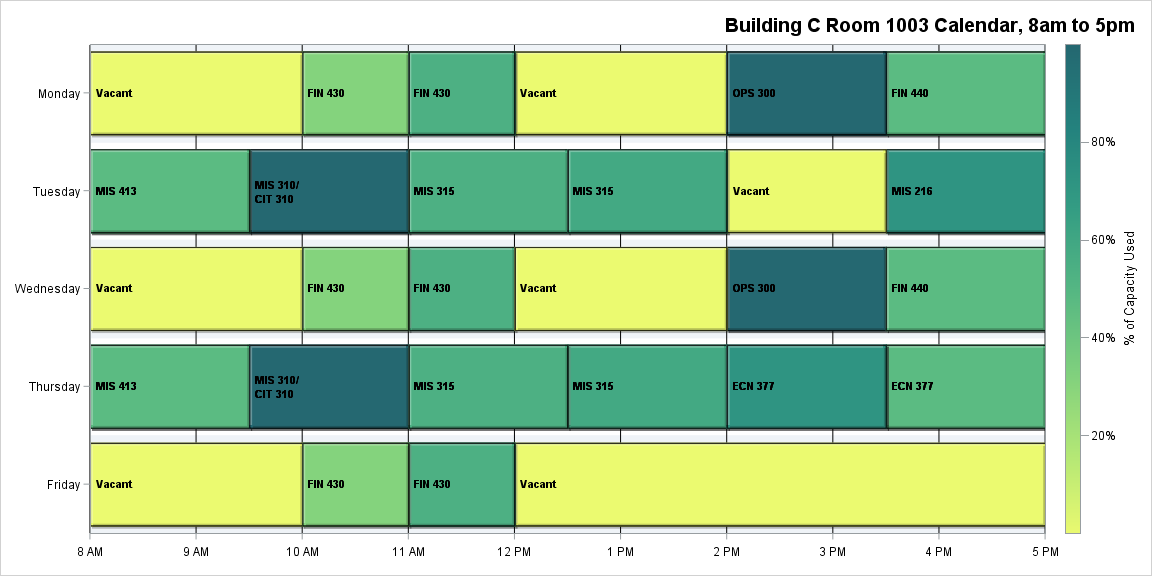 Building C Room 1003 Calendar, 8am to 5pm
Monday
Vacant
FIN 430
FIN 430
Vacant
OPS 300
FIN 440
Tuesday
MIS 413
MIS 310/
CIT 310
MIS 315
MIS 315
Vacant
MIS 216
Wednesday
Vacant
FIN 430
FIN 430
Vacant
OPS 300
FIN 440
Thursday
MIS 413
MIS 310/
CIT 310
MIS 315
MIS 315
ECN 377
ECN 377
Friday
Vacant
FIN 430
FIN 430
Vacant
8 AM
9 AM
10 AM
11 AM
12 PM
1 PM
2 PM
3 PM
4 PM
5 PM
80%
60%
40%
20%
% of Capacity Used